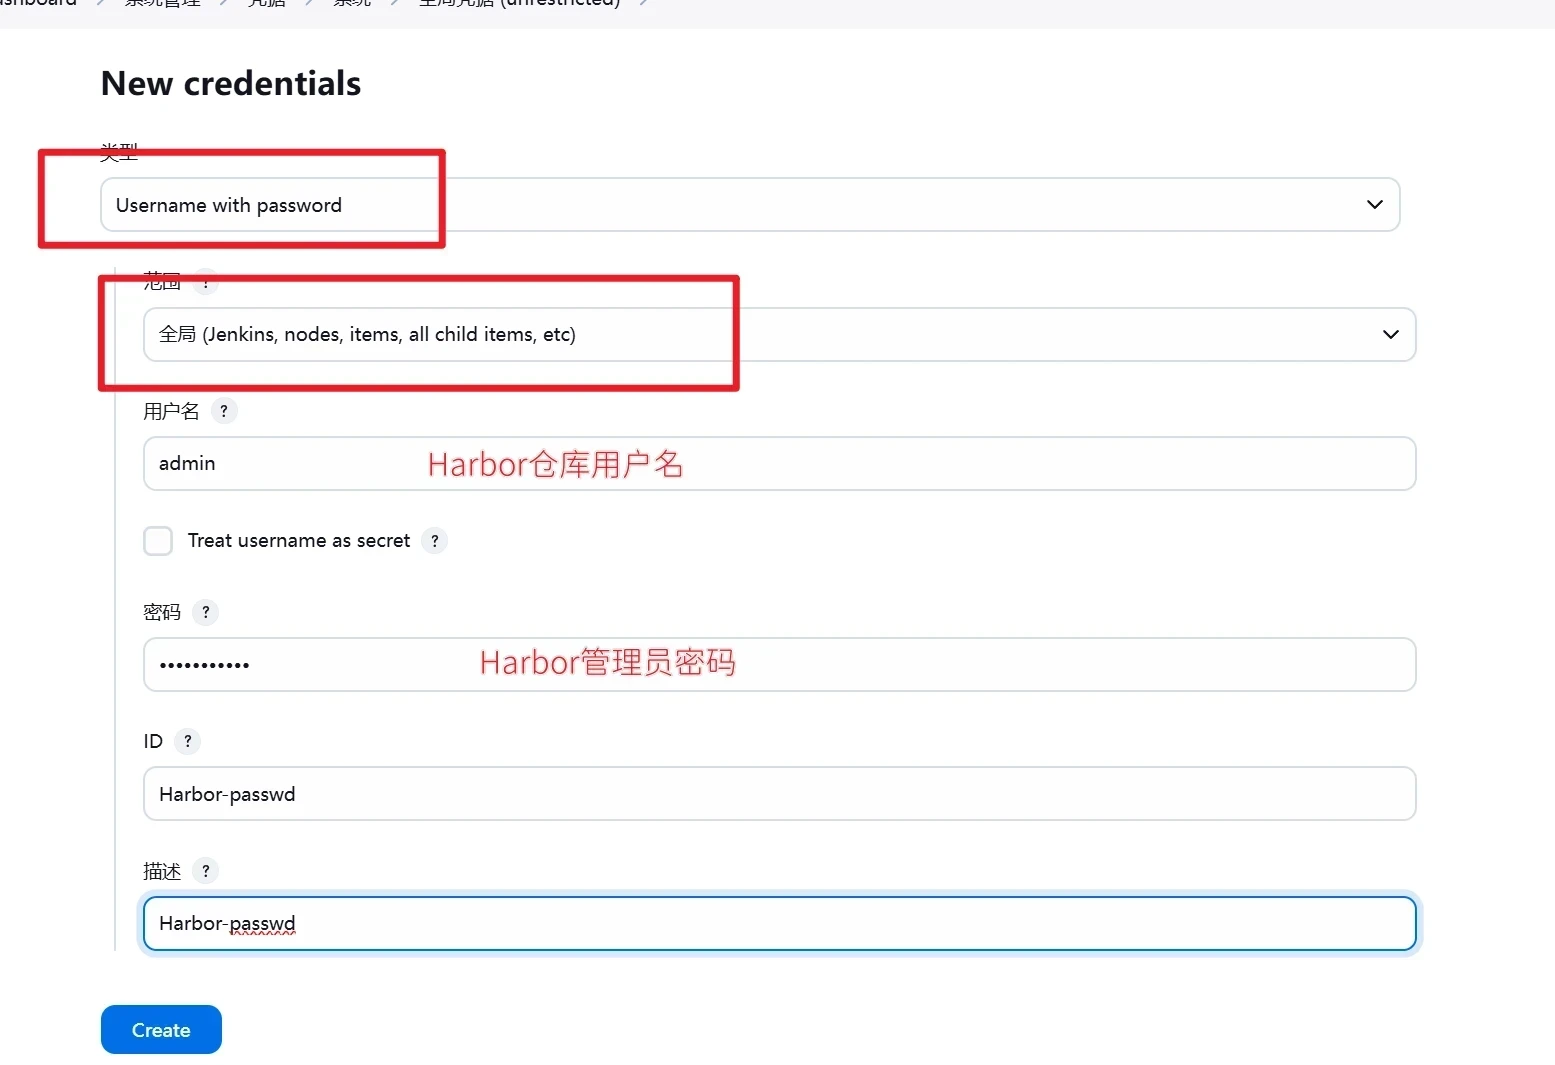 ashboard > 系统管理 > 凭据 > 系统 > 全局凭据 (unrestricted) >
New credentials
类型
Username with password
范围 ?
全局 (Jenkins, nodes, items, all child items, etc)
用户名 ?
admin Harbor仓库用户名
Treat username as secret ?
密码 ?
••••••••••• Harbor管理员密码
ID ?
Harbor-passwd
描述 ?
Harbor-passwd
Create